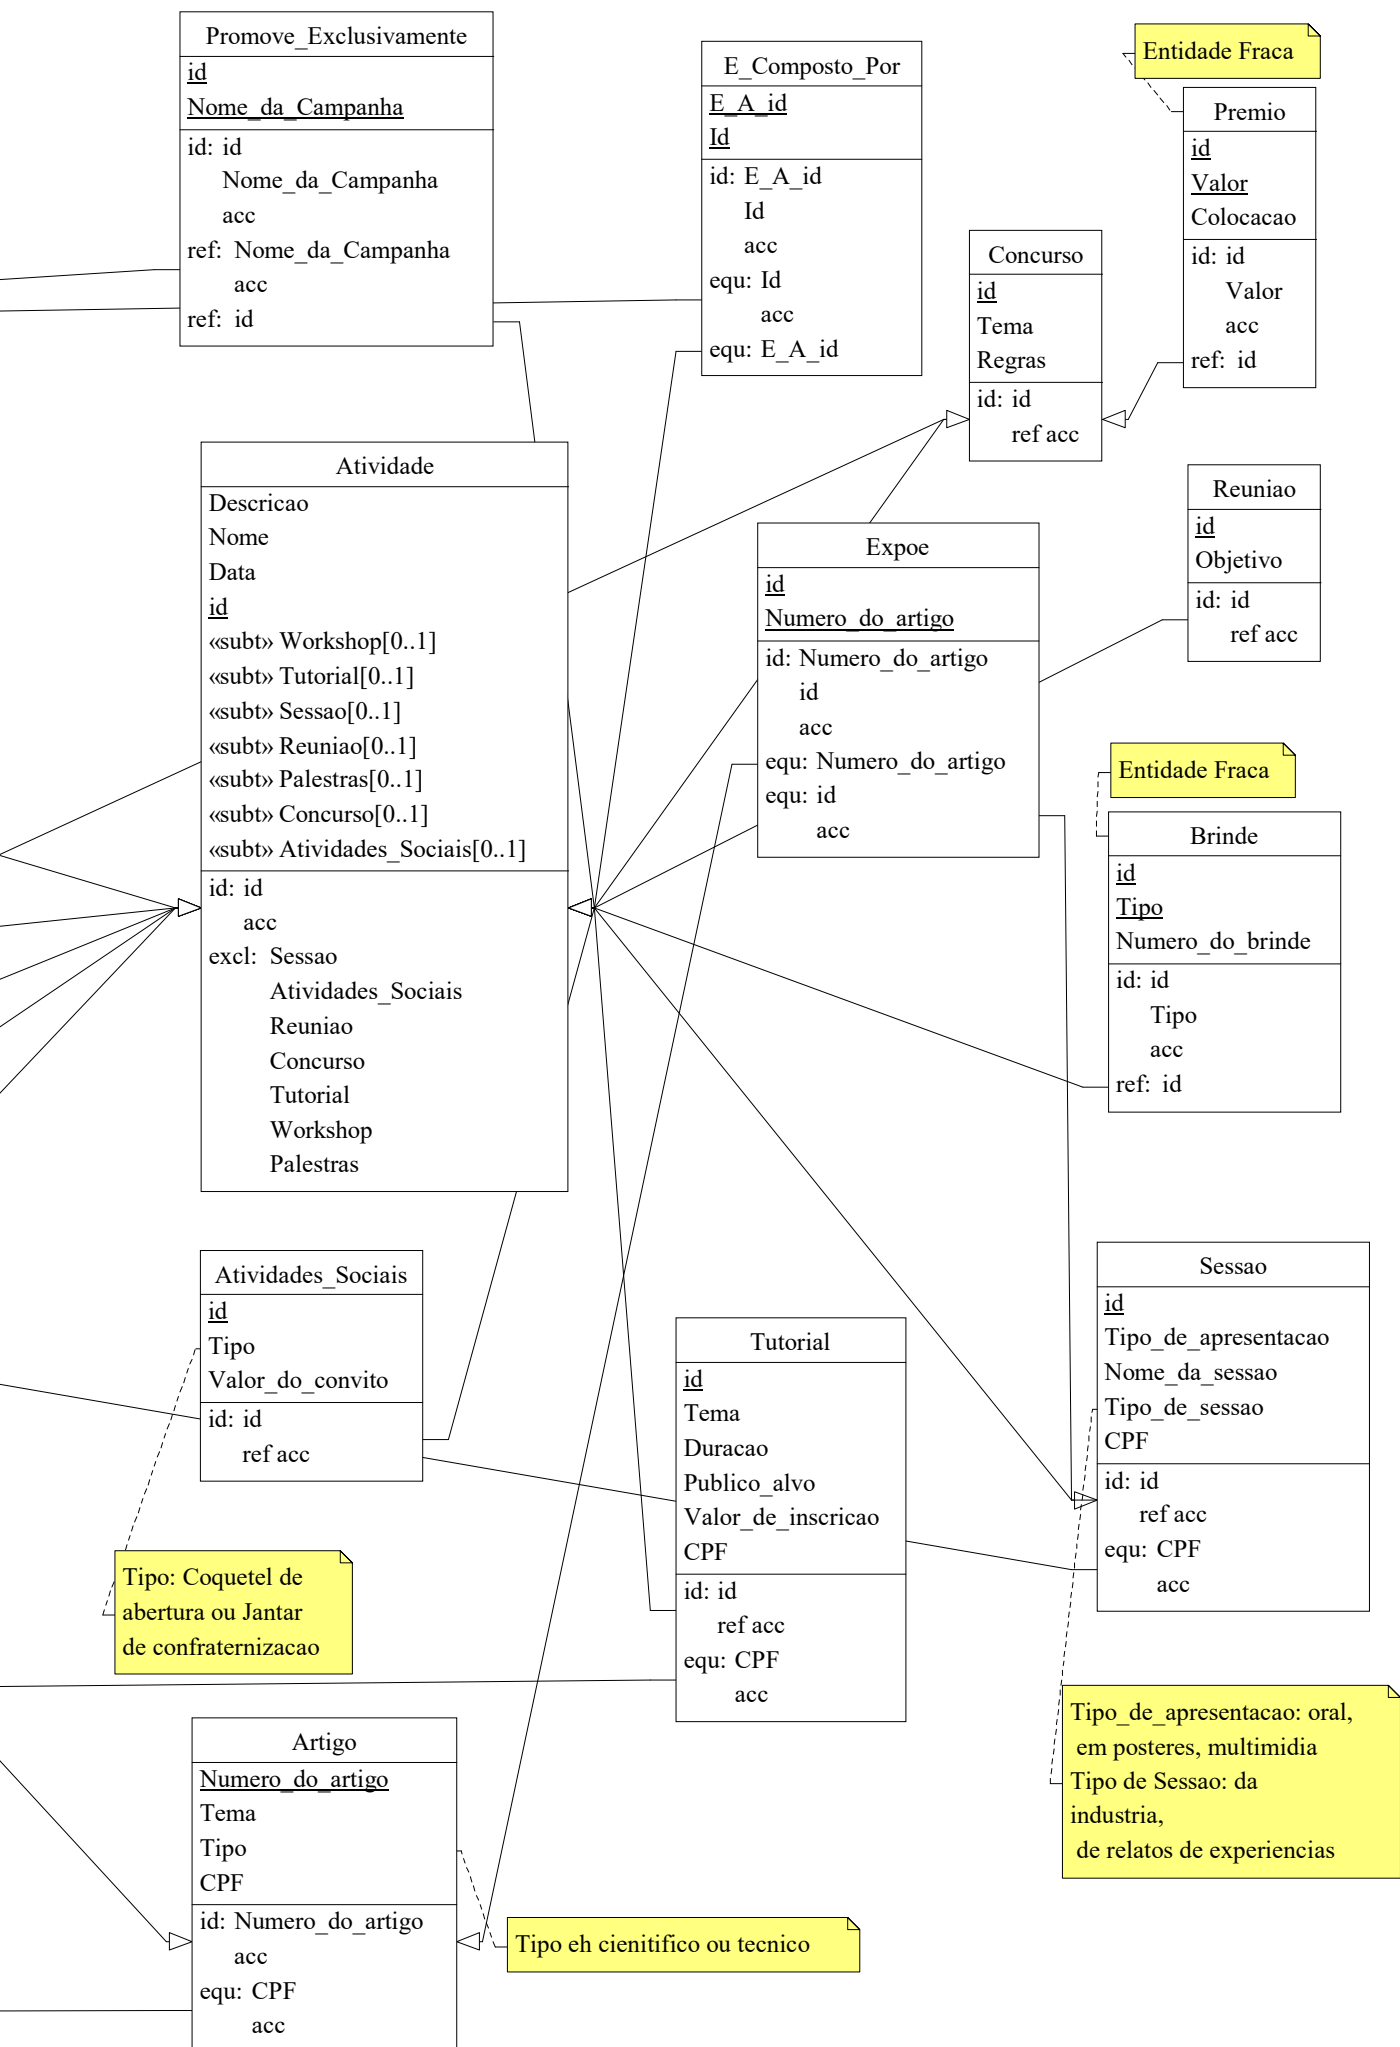 Promove_Exclusivamente
id
Nome_da_Campanha
id: id
Nome_da_Campanha
acc
ref: Nome_da_Campanha
acc
ref: id
E_Composto_Por
E_A_id
Id
id: E_A_id
Id
acc
equ: Id
acc
equ: E_A_id
Entidade Fraca
Premio
id
Valor
Colocacao
id: id
Valor
acc
ref: id
Concurso
id
Tema
Regras
id: id
ref acc
Atividade
Descricao
Nome
Data
id
«subt» Workshop[0..1]
«subt» Tutorial[0..1]
«subt» Sessao[0..1]
«subt» Reuniao[0..1]
«subt» Palestras[0..1]
«subt» Concurso[0..1]
«subt» Atividades_Sociais[0..1]
id: id
acc
excl: Sessao
Atividades_Sociais
Reuniao
Concurso
Tutorial
Workshop
Palestras
Expoe
id
Numero_do_artigo
id: Numero_do_artigo
id
acc
equ: Numero_do_artigo
equ: id
acc
Reuniao
id
Objetivo
id: id
ref acc
Entidade Fraca
Brinde
id
Tipo
Numero_do_brinde
id: id
Tipo
acc
ref: id
Atividades_Sociais
id
Tipo
Valor_do_convito
id: id
ref acc
Tipo: Coquetel de
abertura ou Jantar
de confraternizacao
Tutorial
id
Tema
Duracao
Publico_alvo
Valor_de_inscricao
CPF
id: id
ref acc
equ: CPF
acc
Sessao
id
Tipo_de_apresentacao
Nome_da_sessao
Tipo_de_sessao
CPF
id: id
ref acc
equ: CPF
acc
Tipo_de_apresentacao: oral,
em posteres, multimidia
Tipo de Sessao: da
industria,
de relatos de experiencias
Artigo
Numero_do_artigo
Tema
Tipo
CPF
id: Numero_do_artigo
acc
equ: CPF
acc
Tipo eh cienitifico ou tecnico